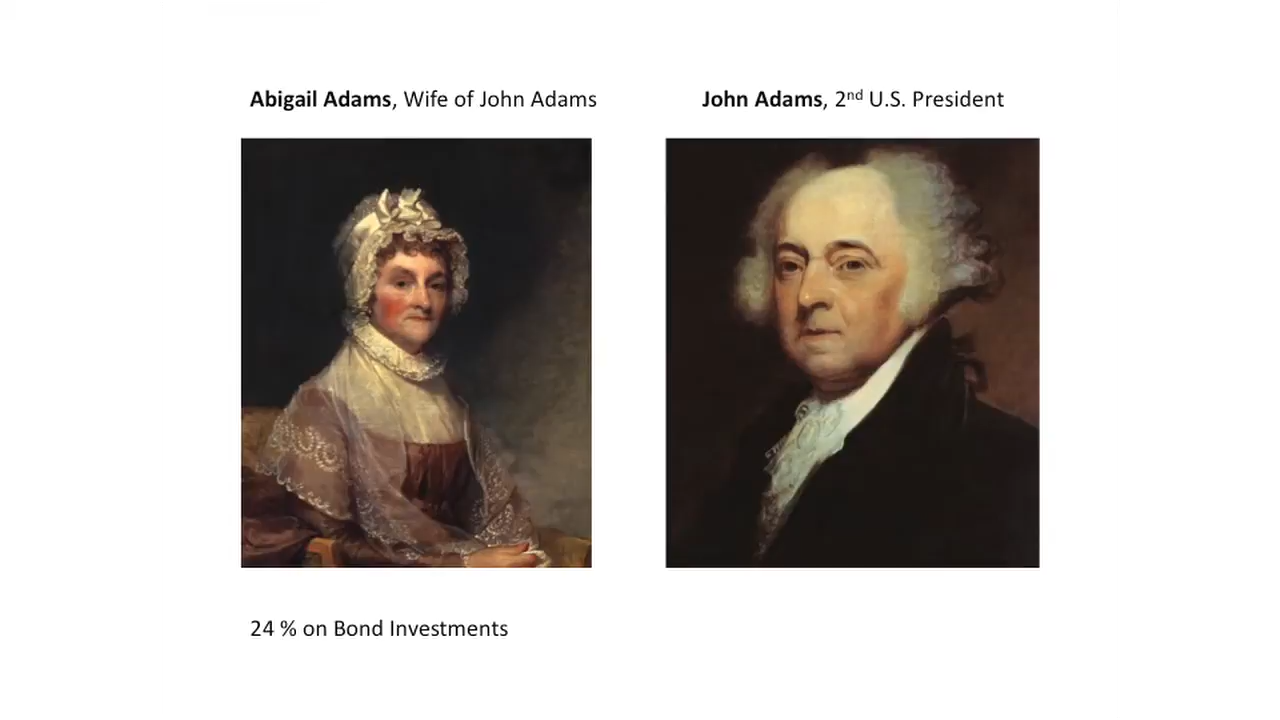 Abigail Adams, Wife of John Adams
John Adams, 2nd U.S. President
24 % on Bond Investments